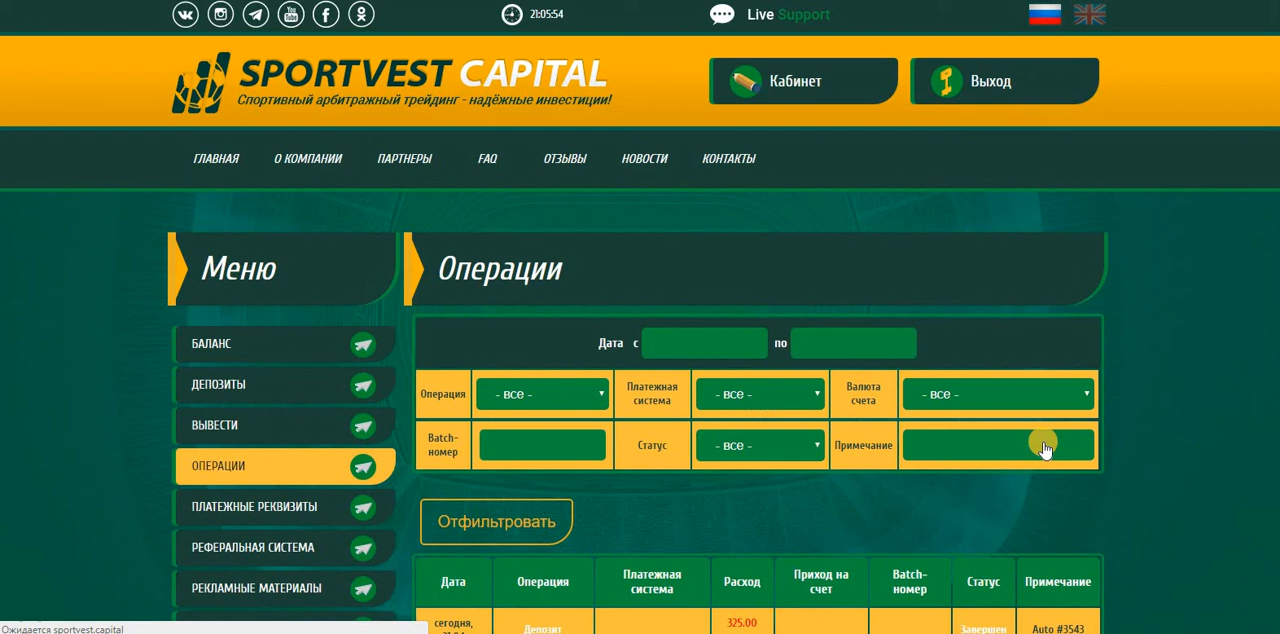 You
Tube
21:05:54
Live Support
SPORTVEST CAPITAL
Спортивный арбитражный трейдинг - надёжные инвестиции!
Кабинет
Выход
ГЛАВНАЯ О КОМПАНИИ ПАРТНЕРЫ FAQ ОТЗЫВЫ НОВОСТИ КОНТАКТЫ
Меню
Операции
БАЛАНС
ДЕПОЗИТЫ
ВЫВЕСТИ
ОПЕРАЦИИ
ПЛАТЕЖНЫЕ РЕКВИЗИТЫ
РЕФЕРАЛЬНАЯ СИСТЕМА
РЕКЛАМНЫЕ МАТЕРИАЛЫ
Дата с по
Операция - все - Платежная система - все - Валюта счета - все -
Batch-номер Статус - все - Примечание
Отфильтровать
Дата Операция Платежная система Расход Приход на счет Batch-номер Статус Примечание
сегодня, Депозит 325.00 Завершен Auto #3543
Ожидается sportvest.capital